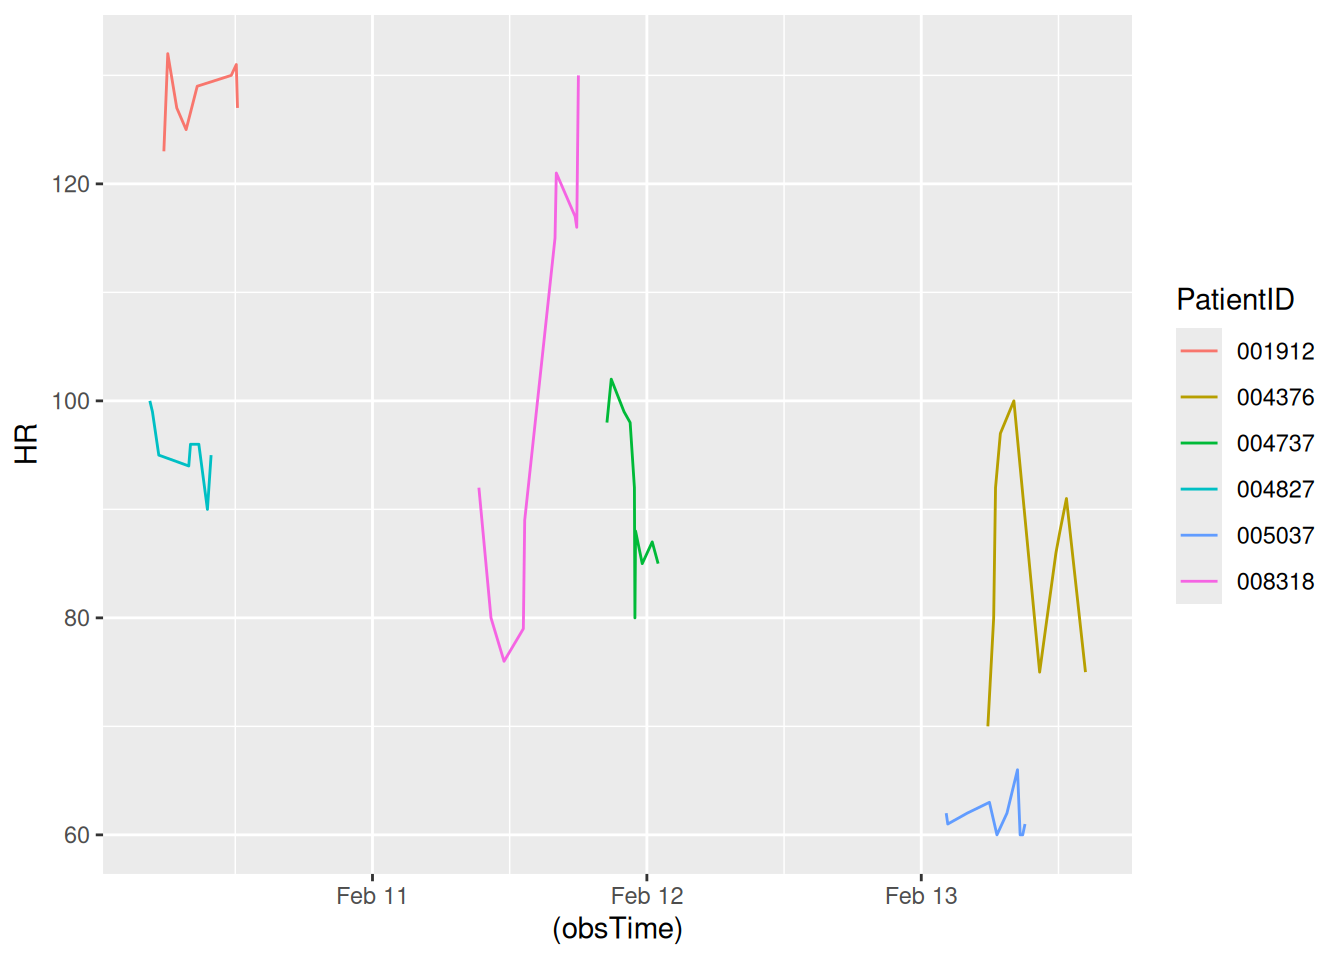 120
100
80
60
HR
Feb 11
Feb 12
Feb 13
(obsTime)
PatientID
001912
004376
004737
004827
005037
008318